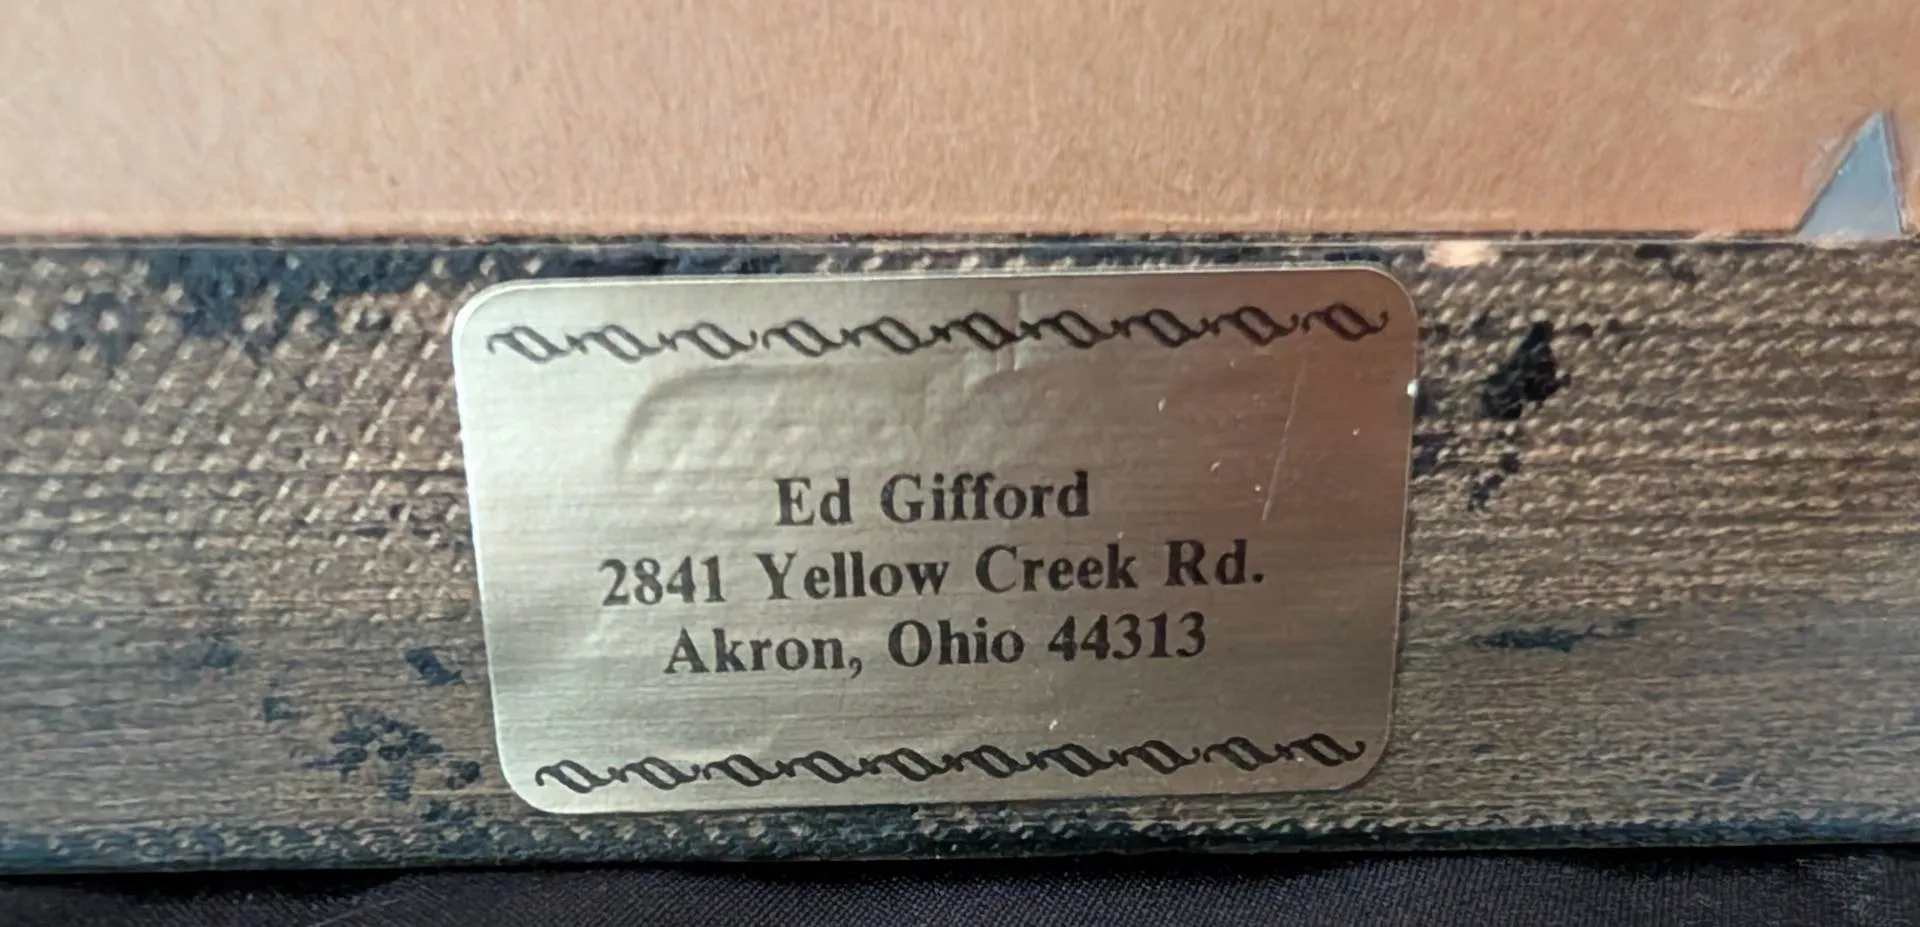 Ed Gifford
2841 Yellow Creek Rd.
Akron, Ohio 44313